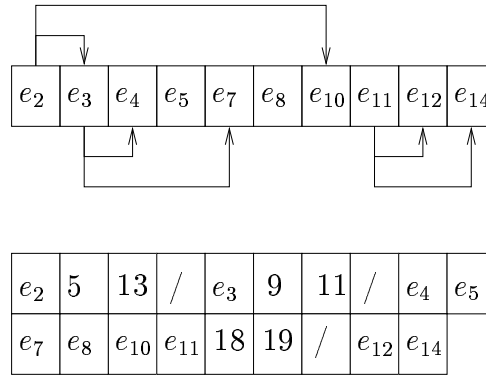 e₂ e₃ e₄ e₅ e₇ e₈ e₁₀ e₁₁ e₁₂ e₁₄
e₂ 5 13 / e₃ 9 11 / e₄ e₅
e₇ e₈ e₁₀ e₁₁ 18 19 / e₁₂ e₁₄